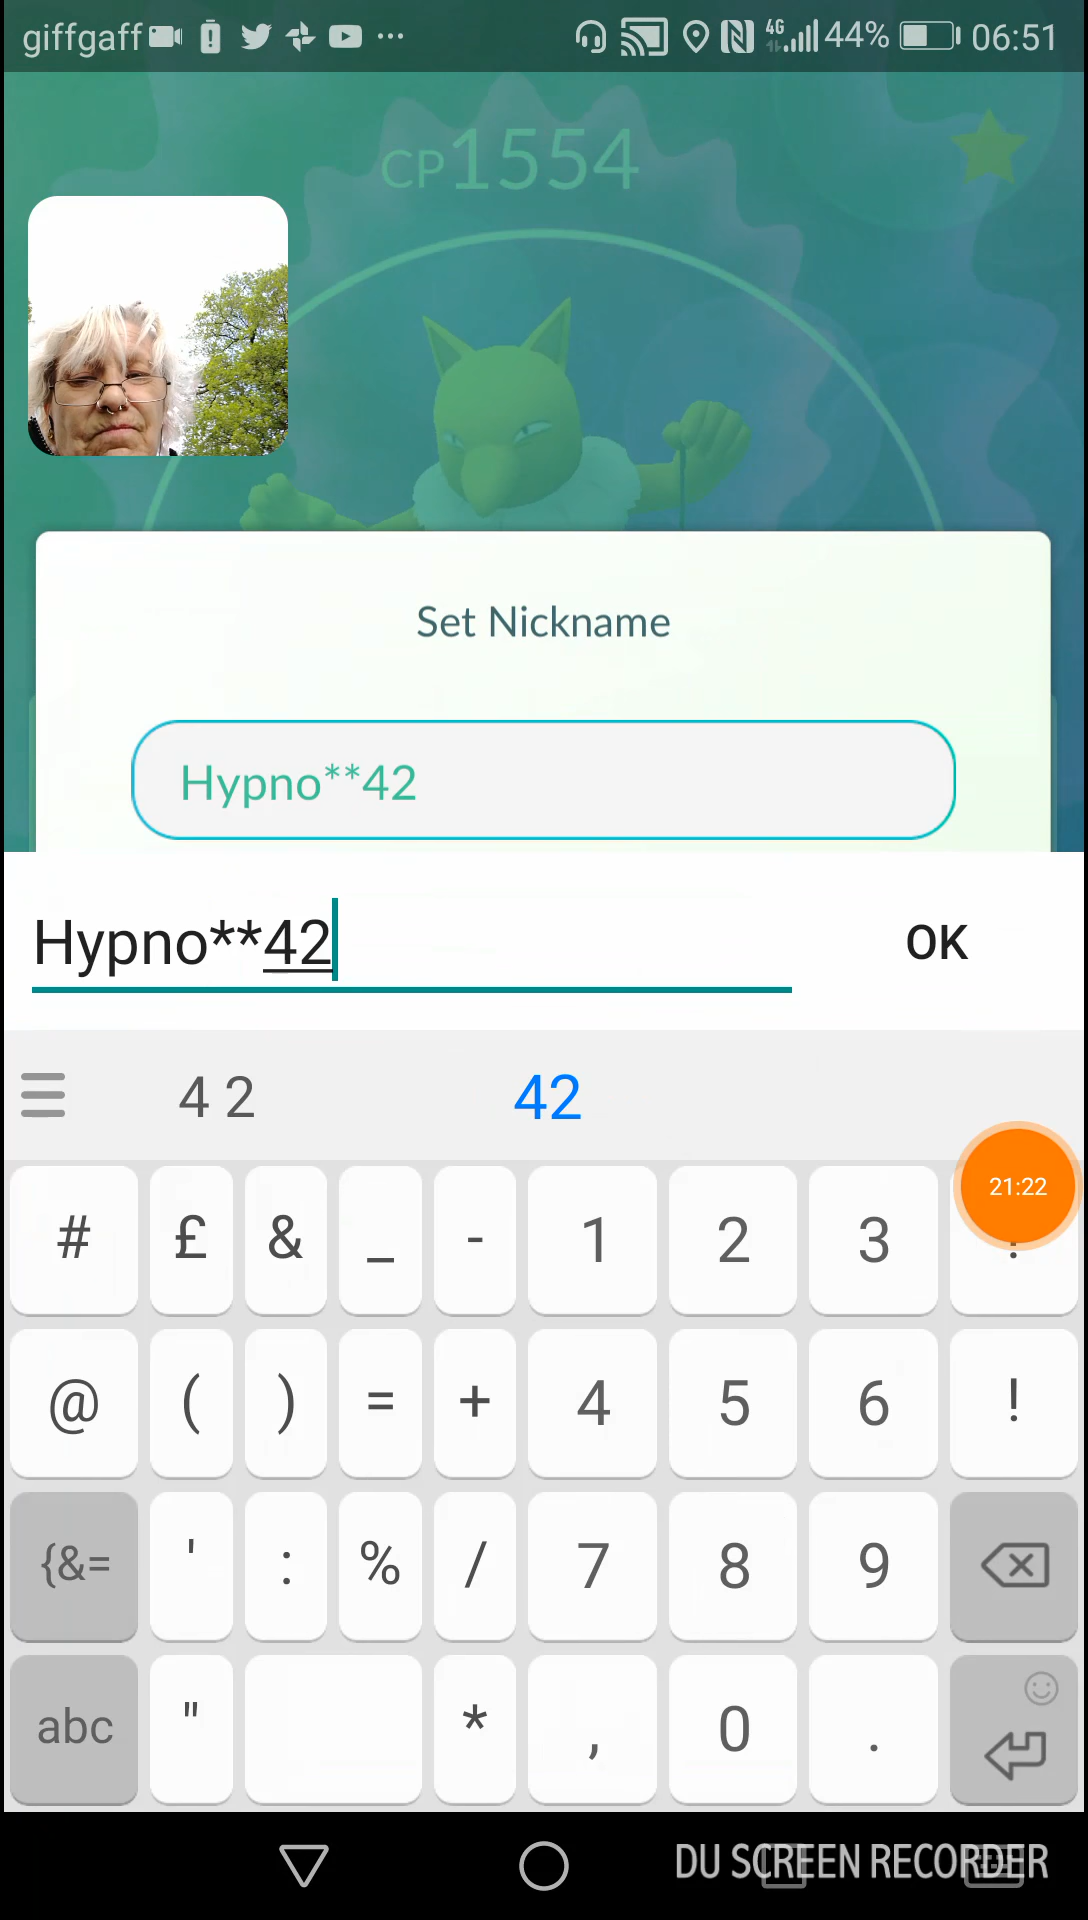 giffgaff 4G 44% 06:51
CP1554
Set Nickname
Hypno**42
Hypno**42 OK
4 2 42
21:22
# £ & _ - 1 2 3
@ ( ) = + 4 5 6 !
{&= ' : % / 7 8 9
abc " * , 0 .
DU SCREEN RECORDER